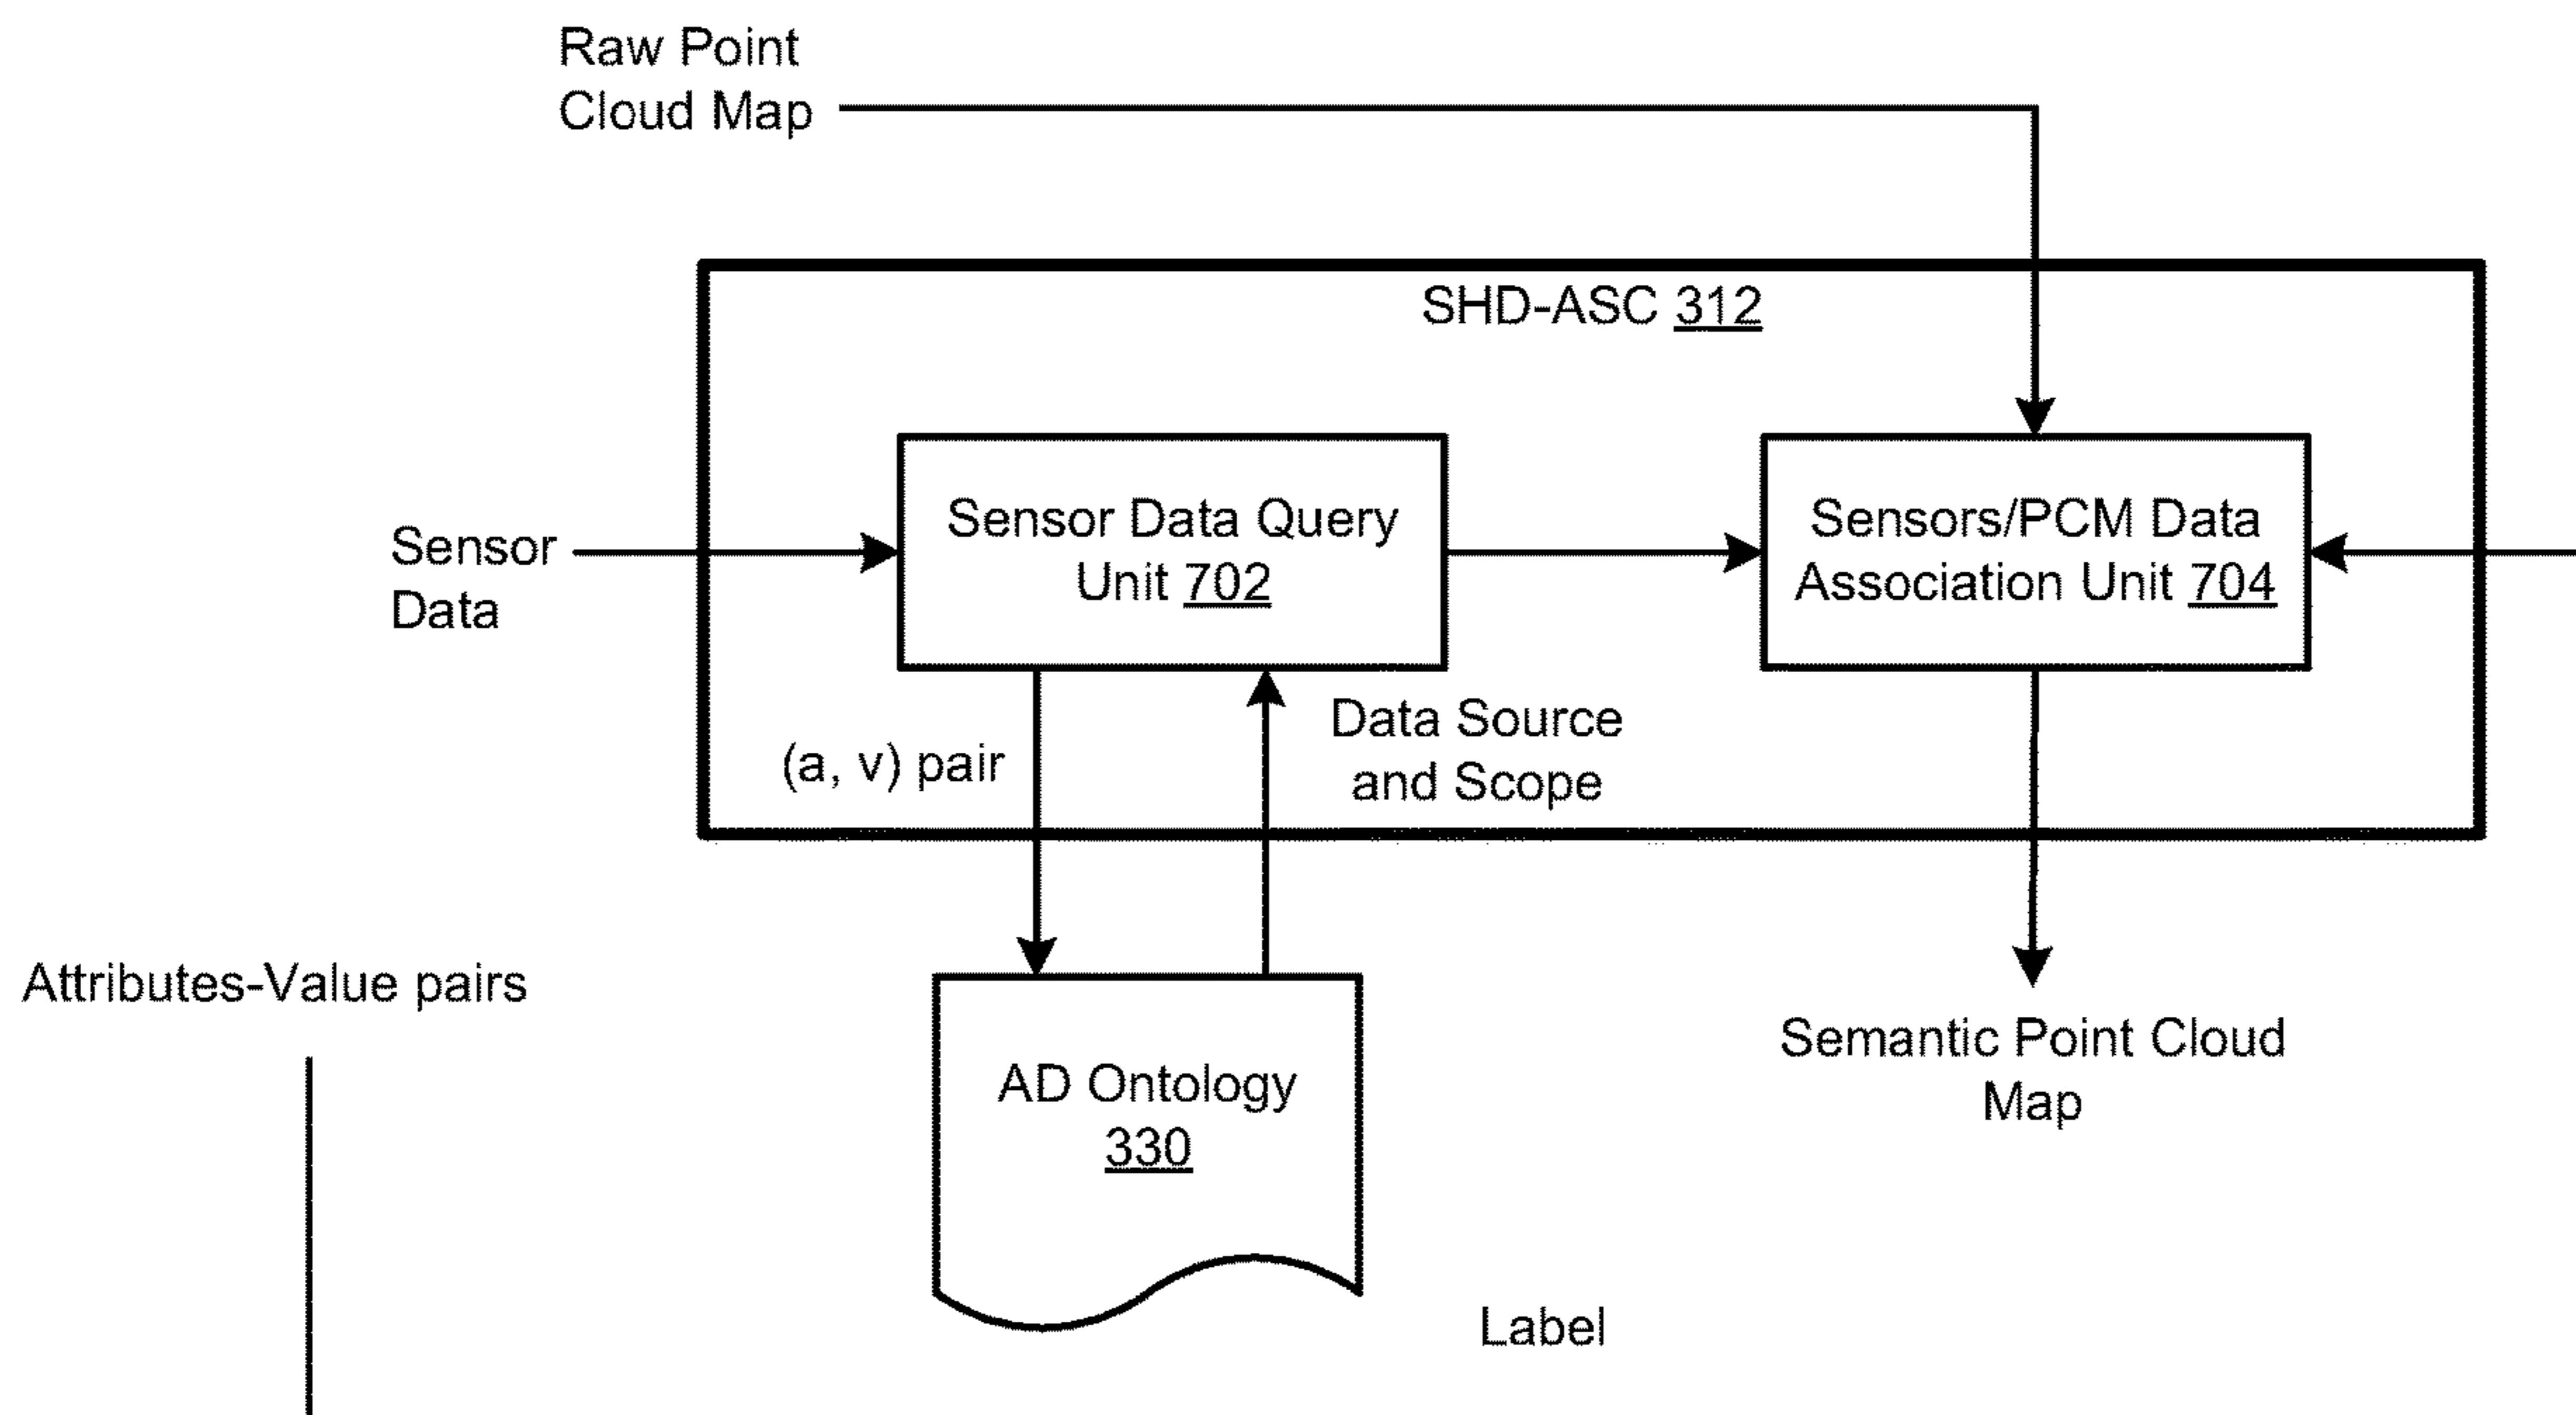 Raw Point
Cloud Map
SHD-ASC 312
Sensor
Data
Sensor Data Query
Unit 702
Sensors/PCM Data
Association Unit 704
(a, v) pair
Data Source
and Scope
Attributes-Value pairs
AD Ontology
330
Semantic Point Cloud
Map
Label